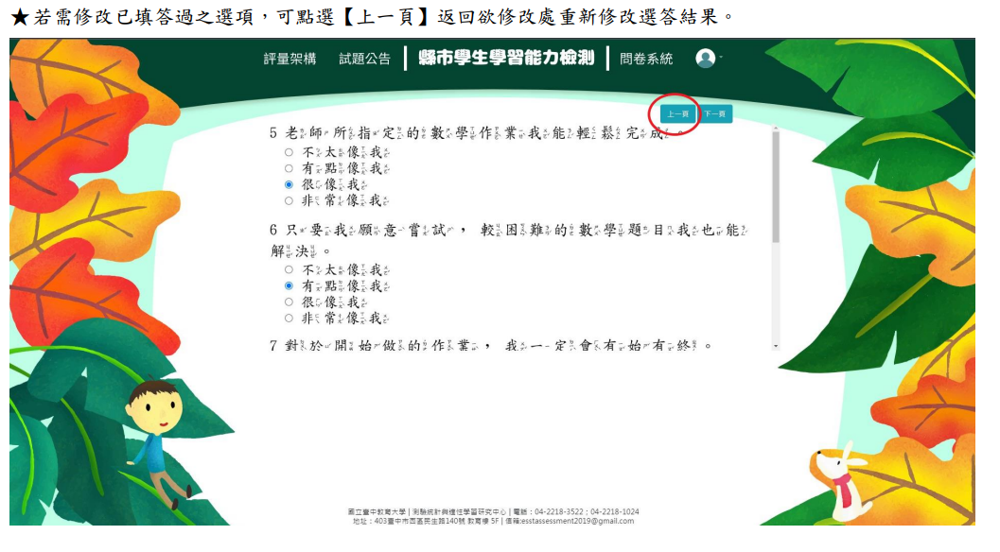 ★若需修改已填答過之選項，可點選【上一頁】返回欲修改處重新修改選答結果。
評量架構 試題公告 縣市學生學習能力檢測 問卷系統
上一頁 下一頁
5 老師所指定的數學作業我能輕鬆完成。
不太像我
有點像我
很像我
非常像我
6 只要我願意嘗試，較困難的數學題目我也能
解決。
不太像我
有點像我
很像我
非常像我
7 對於開始做的作業，我一定會有始有終。
國立臺中教育大學 | 測驗統計與適性學習研究中心 | 電話：04-2218-3522；04-2218-1024
地址：403臺中市西區民生路140號 教育樓 5F | 信箱:esstassessment2019@gmail.com